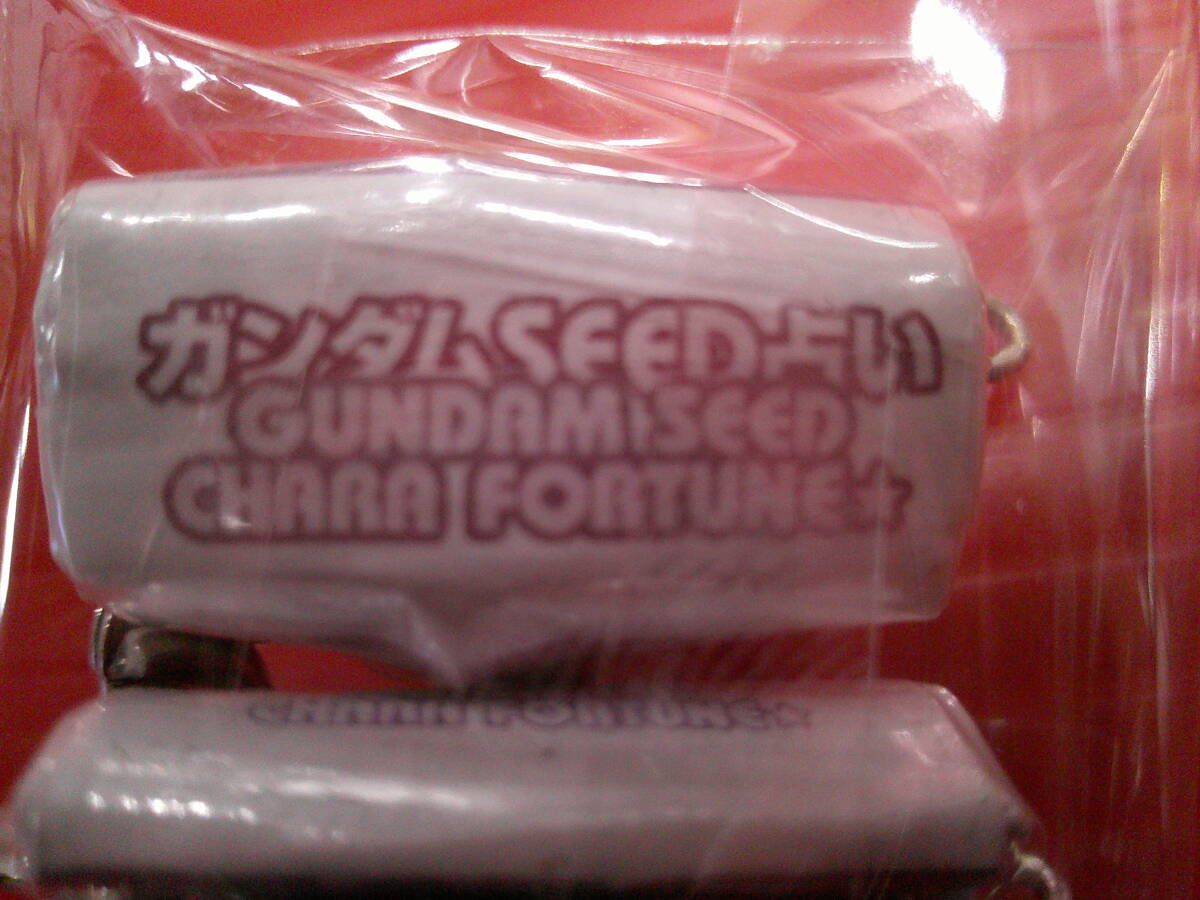 ガンダムSEED占い
GUNDAM SEED
CHARA FORTUNE☆
CHARA FORTUNE☆